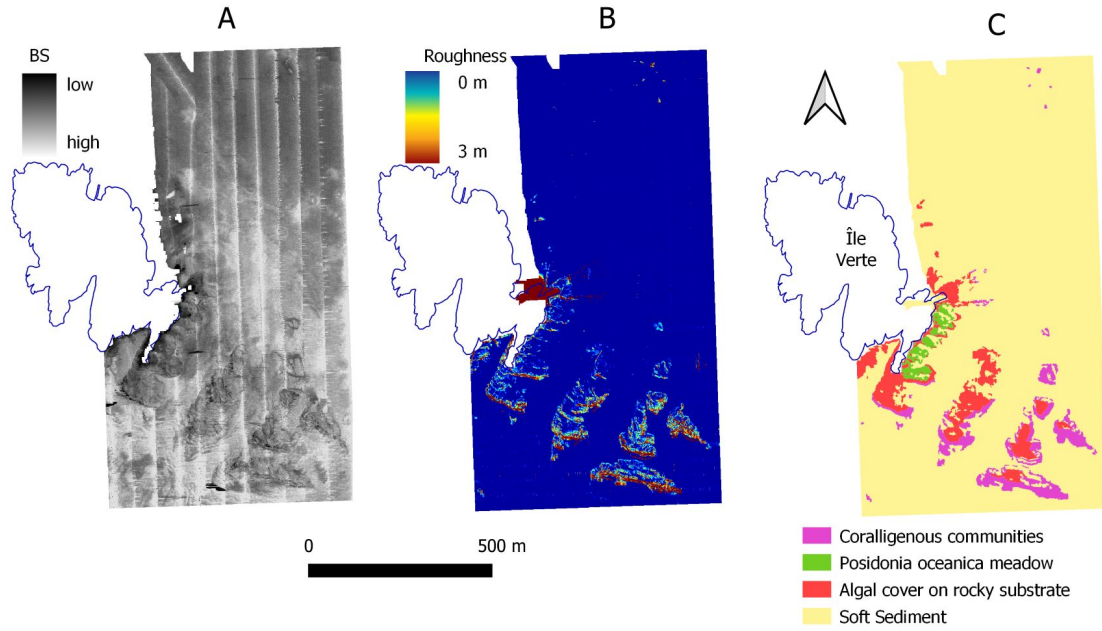 A
BS
low
high
B
Roughness
0 m
3 m
C
Île
Verte
0
500 m
Coralligenous communities
Posidonia oceanica meadow
Algal cover on rocky substrate
Soft Sediment